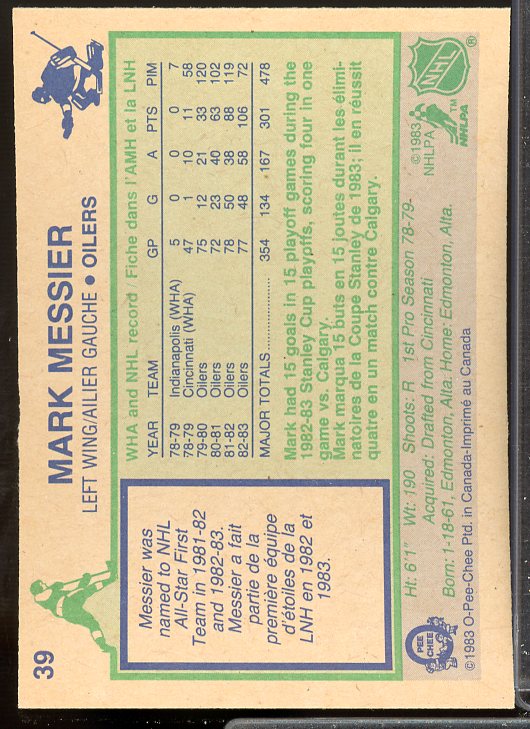 39
MARK MESSIER
LEFT WING/AILIER GAUCHE • OILERS
Messier was
named to NHL
All-Star First
Team in 1981-82
and 1982-83.
Messier a fait
partie de la
première équipe
d'étoiles de la
LNH en 1982 et
1983.
WHA and NHL record / Fiche dans l'AMH et la LNH
YEAR TEAM GP G A PTS PIM
78-79 Indianapolis (WHA) 5 0 0 0 0 7
78-79 Cincinnati (WHA) 47 1 10 11 58
79-80 Oilers 75 12 21 33 120
80-81 Oilers 72 23 40 63 102
81-82 Oilers 78 50 38 88 119
82-83 Oilers 77 48 58 106 72
MAJOR TOTALS .................. 354 134 167 301 478
Mark had 15 goals in 15 playoff games during the
1982-83 Stanley Cup playoffs, scoring four in one
game vs. Calgary.
Mark marqua 15 buts en 15 joutes durant les élimi-
natoires de la Coupe Stanley de 1983; il en réussit
quatre en un match contre Calgary.
Ht: 6'1" Wt: 190 Shoots: R 1st Pro Season 78-79-
Acquired: Drafted from Cincinnati
Born: 1-18-61, Edmonton, Alta. Home: Edmonton, Alta.
©1983 O-Pee-Chee Ptd. in Canada-Imprimé au Canada
O PEE CHEE
©1983
NHLPA
NHLPA
TM
NHL
®